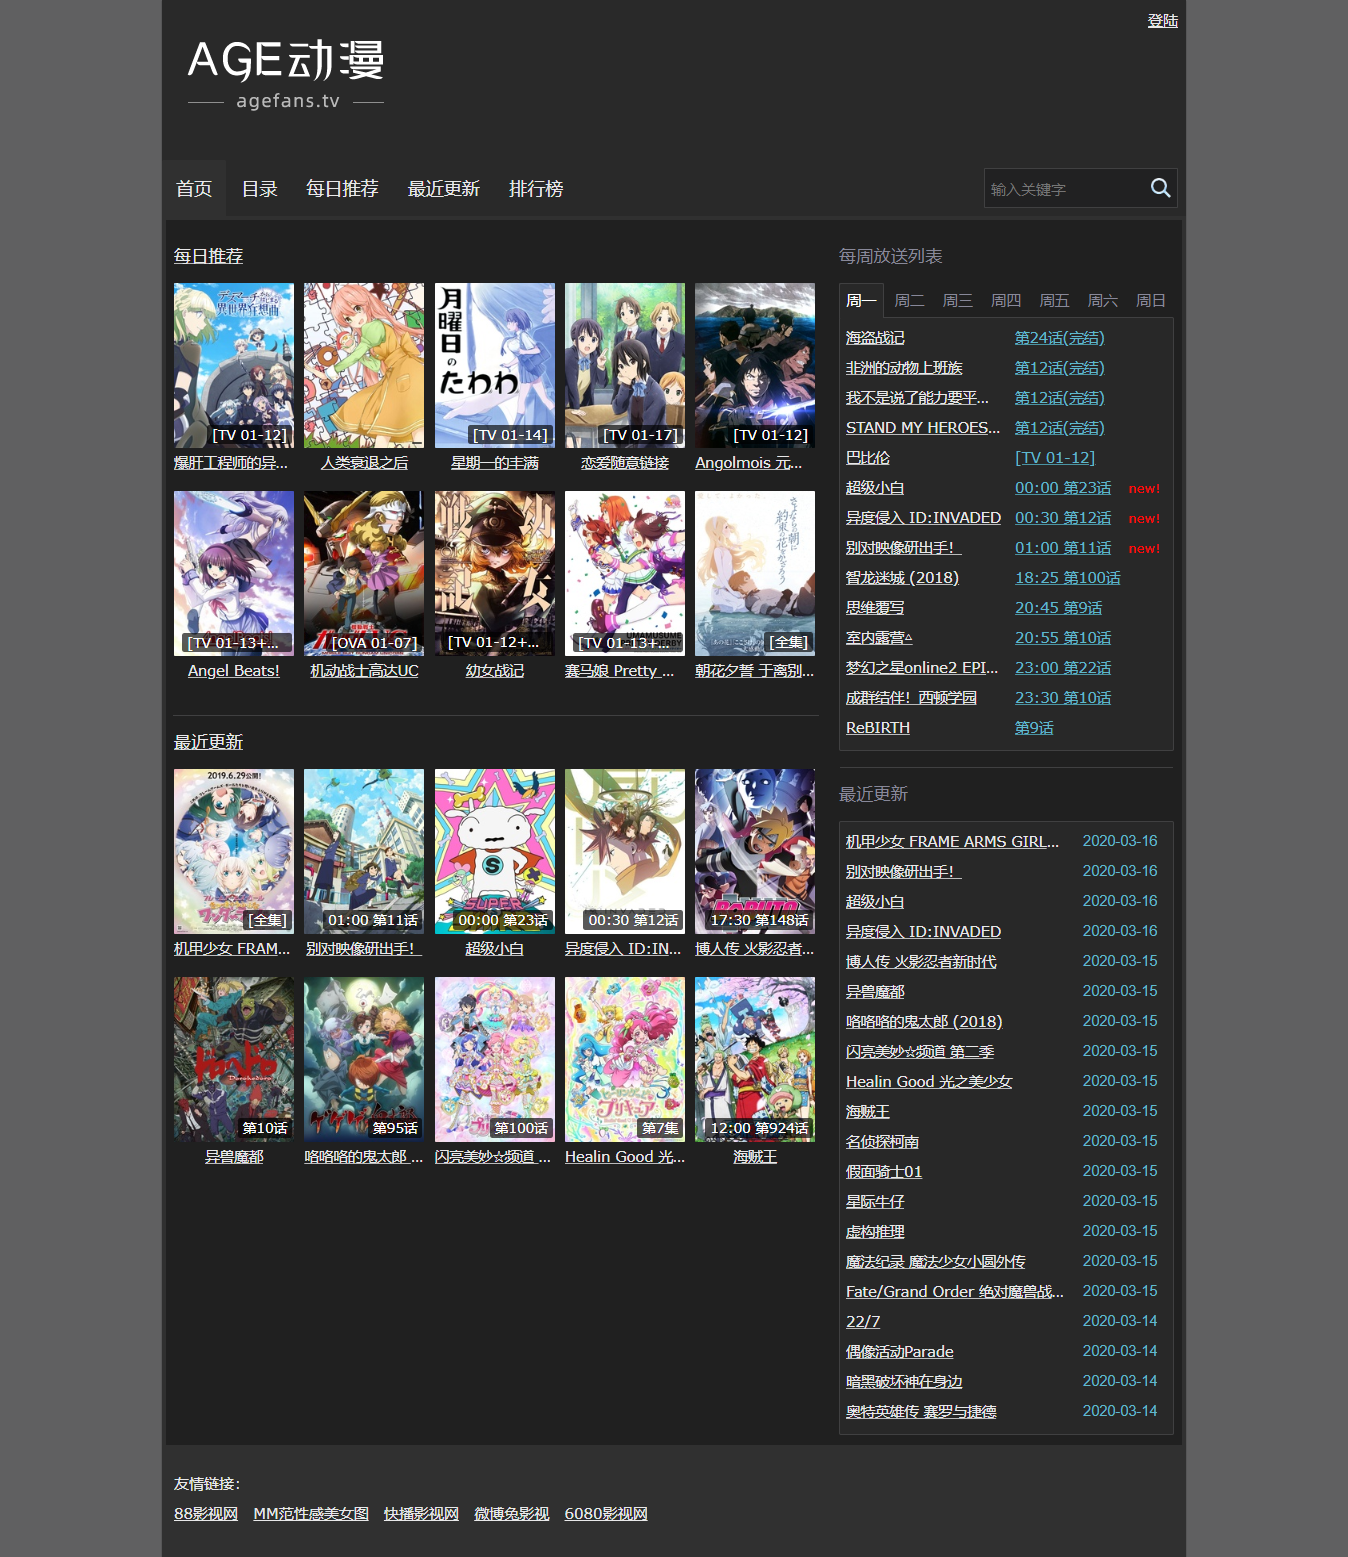 登陆
AGE动漫
agefans.tv
首页 目录 每日推荐 最近更新 排行榜 输入关键字
每日推荐
[TV 01-12] [TV 01-14] [TV 01-17] [TV 01-12]
爆肝工程师的异... 人类衰退之后 星期一的丰满 恋爱随意链接 Angolmois 元...
月曜日のたわわ
[TV 01-13+... [OVA 01-07] [TV 01-12+... [TV 01-13+... [全集]
Angel Beats! 机动战士高达UC 幼女战记 赛马娘 Pretty ... 朝花夕誓 于离别...
最近更新
2019.6.29公開!
[全集] 01:00 第11话 00:00 第23话 00:30 第12话 17:30 第148话
机甲少女 FRAM... 别对映像研出手！ 超级小白 异度侵入 ID:IN... 博人传 火影忍者...
第10话 第95话 第100话 第7集 12:00 第924话
异兽魔都 咯咯咯的鬼太郎 ... 闪亮美妙☆频道 ... Healin Good 光... 海贼王
每周放送列表
周一 周二 周三 周四 周五 周六 周日
海盗战记 第24话(完结)
非洲的动物上班族 第12话(完结)
我不是说了能力要平... 第12话(完结)
STAND MY HEROES... 第12话(完结)
巴比伦 [TV 01-12]
超级小白 00:00 第23话 new!
异度侵入 ID:INVADED 00:30 第12话 new!
别对映像研出手！ 01:00 第11话 new!
智龙迷城 (2018) 18:25 第100话
思维覆写 20:45 第9话
室内露营△ 20:55 第10话
梦幻之星online2 EPI... 23:00 第22话
成群结伴！西顿学园 23:30 第10话
ReBIRTH 第9话
最近更新
机甲少女 FRAME ARMS GIRL... 2020-03-16
别对映像研出手！ 2020-03-16
超级小白 2020-03-16
异度侵入 ID:INVADED 2020-03-16
博人传 火影忍者新时代 2020-03-15
异兽魔都 2020-03-15
咯咯咯的鬼太郎 (2018) 2020-03-15
闪亮美妙☆频道 第二季 2020-03-15
Healin Good 光之美少女 2020-03-15
海贼王 2020-03-15
名侦探柯南 2020-03-15
假面骑士01 2020-03-15
星际牛仔 2020-03-15
虚构推理 2020-03-15
魔法纪录 魔法少女小圆外传 2020-03-15
Fate/Grand Order 绝对魔兽战... 2020-03-15
22/7 2020-03-14
偶像活动Parade 2020-03-14
暗黑破坏神在身边 2020-03-14
奥特英雄传 赛罗与捷德 2020-03-14
友情链接：
88影视网 MM范性感美女图 快播影视网 微博兔影视 6080影视网